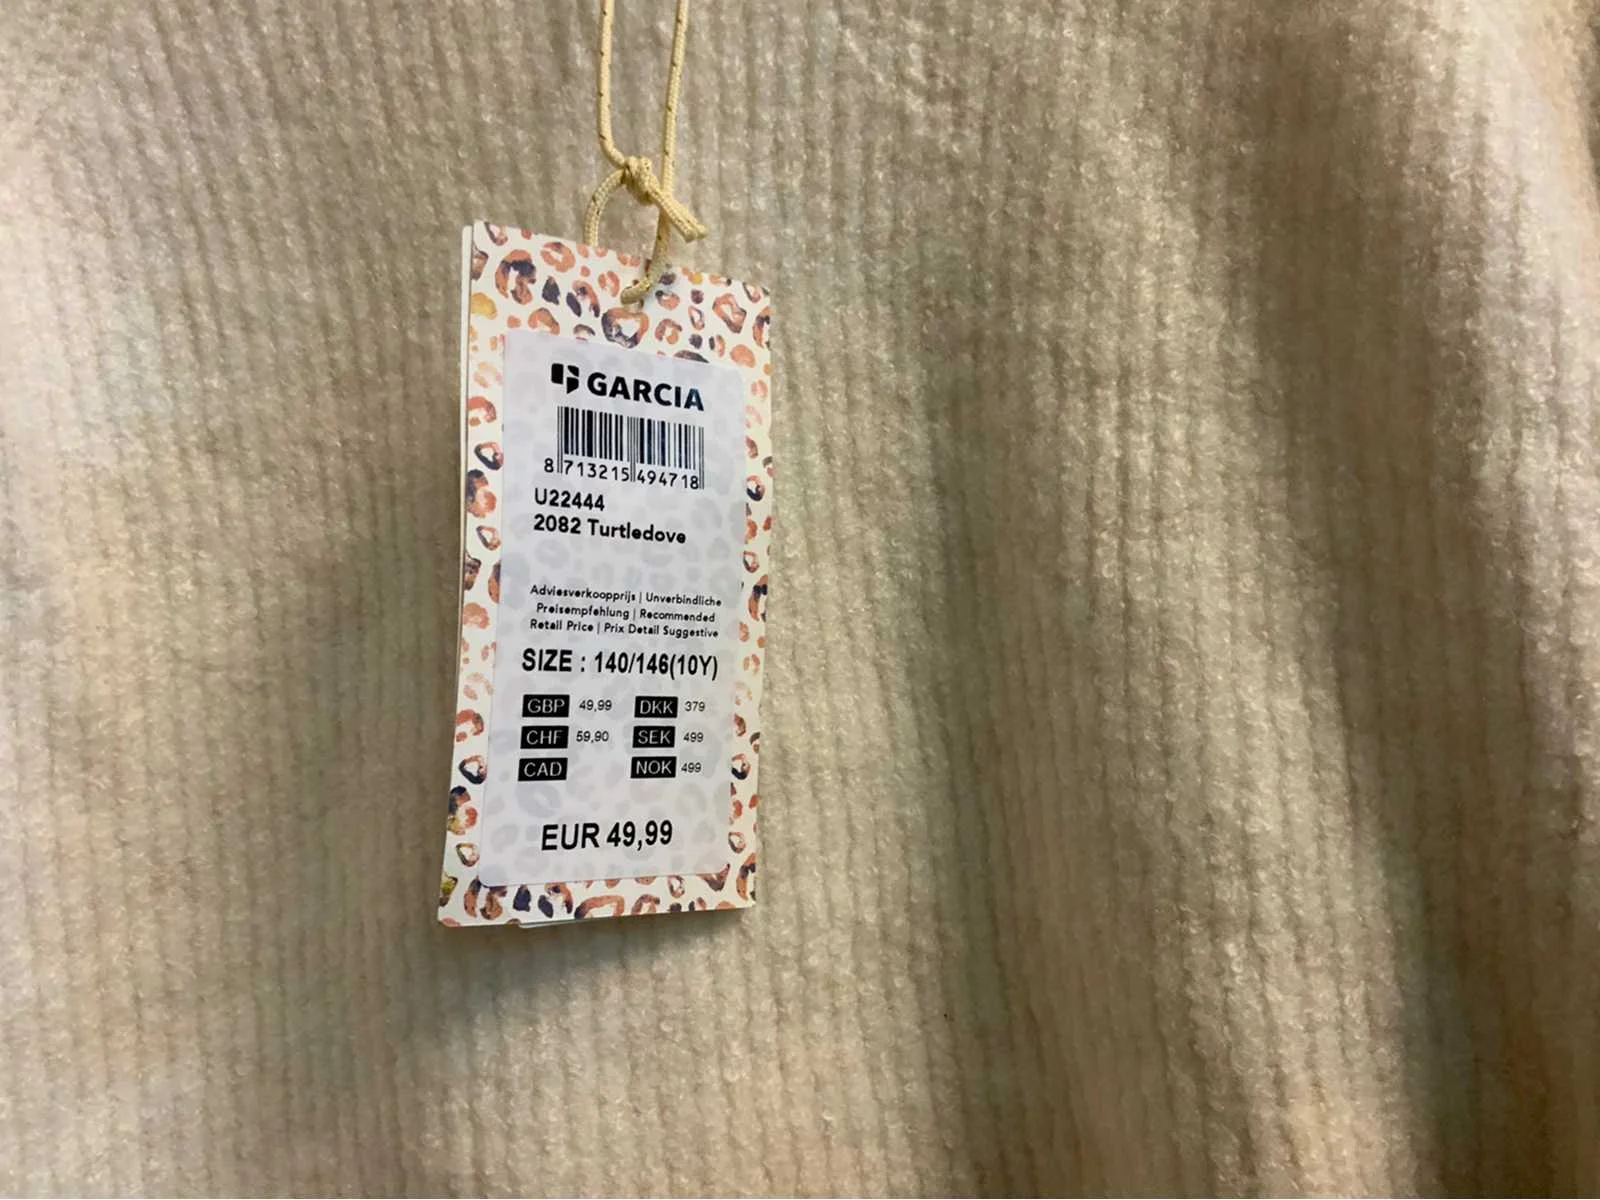 GARCIA
8 713215 494718
U22444
2082 Turtledove
Adviesverkoopprijs | Unverbindliche
Preisempfehlung | Recommended
Retail Price | Prix Detail Suggestive
SIZE : 140/146(10Y)
GBP 49,99 DKK 379
CHF 59,90 SEK 499
CAD NOK 499
EUR 49,99